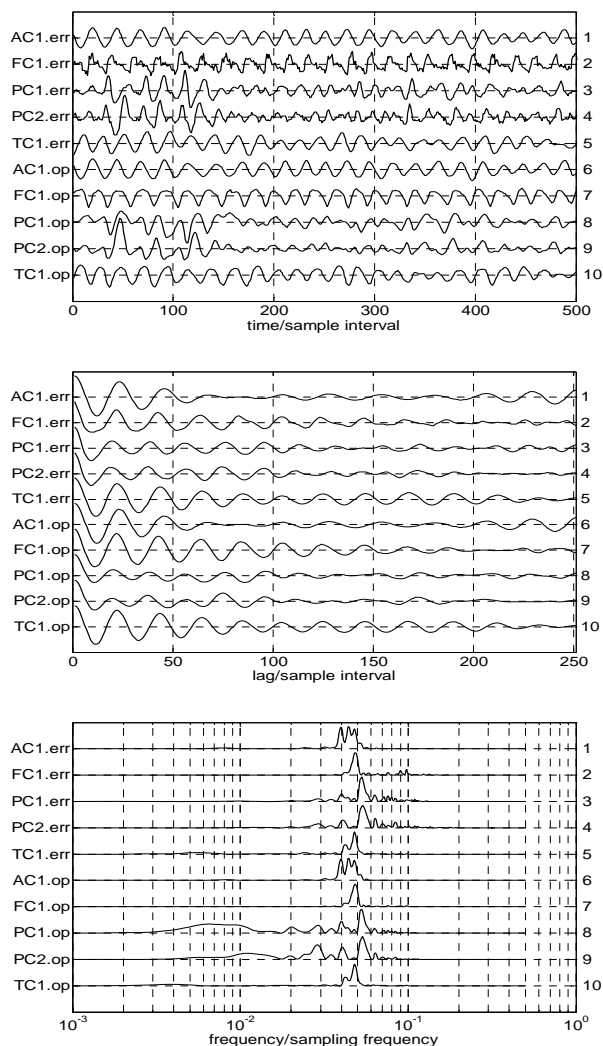 AC1.err 1
FC1.err 2
PC1.err 3
PC2.err 4
TC1.err 5
AC1.op 6
FC1.op 7
PC1.op 8
PC2.op 9
TC1.op 10
0 100 200 300 400 500
time/sample interval
AC1.err 1
FC1.err 2
PC1.err 3
PC2.err 4
TC1.err 5
AC1.op 6
FC1.op 7
PC1.op 8
PC2.op 9
TC1.op 10
0 50 100 150 200 250
lag/sample interval
AC1.err 1
FC1.err 2
PC1.err 3
PC2.err 4
TC1.err 5
AC1.op 6
FC1.op 7
PC1.op 8
PC2.op 9
TC1.op 10
10⁻³ 10⁻² 10⁻¹ 10⁰
frequency/sampling frequency